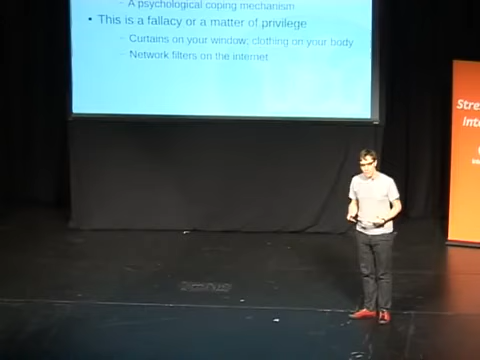 – A psychological coping mechanism
• This is a fallacy or a matter of privilege
– Curtains on your window; clothing on your body
– Network filters on the internet